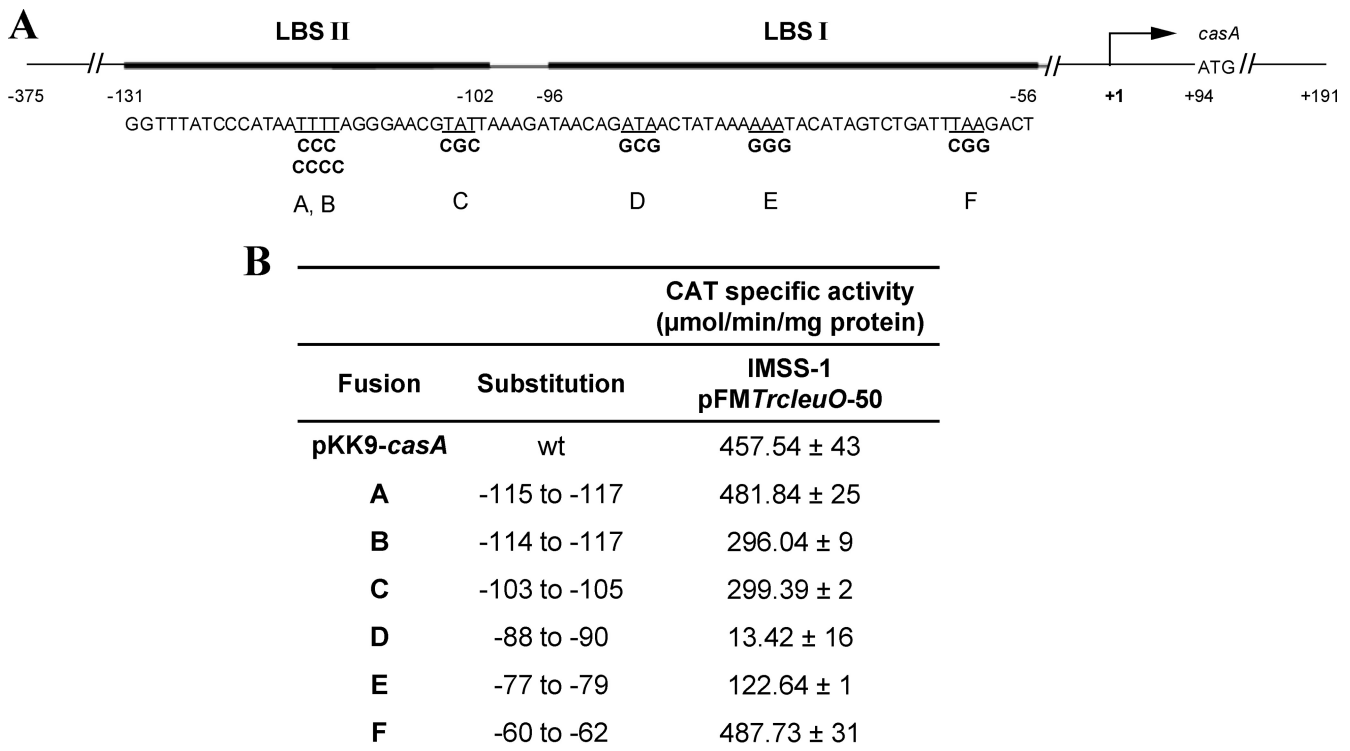 A
LBS II LBS I casA
ATG
-375 -131 -102 -96 -56 +1 +94 +191
GGTTTATCCCATAATTTTAGGGAACGTATTAAAGATAACAGATAACTATAAAAAATACATAGTCTGATTTAAGACT
CCC CGC GCG GGG CGG
CCCC
A, B C D E F
B
CAT specific activity
(µmol/min/mg protein)
Fusion Substitution IMSS-1
pFMTrcleuO-50
pKK9-casA wt 457.54 ± 43
A -115 to -117 481.84 ± 25
B -114 to -117 296.04 ± 9
C -103 to -105 299.39 ± 2
D -88 to -90 13.42 ± 16
E -77 to -79 122.64 ± 1
F -60 to -62 487.73 ± 31